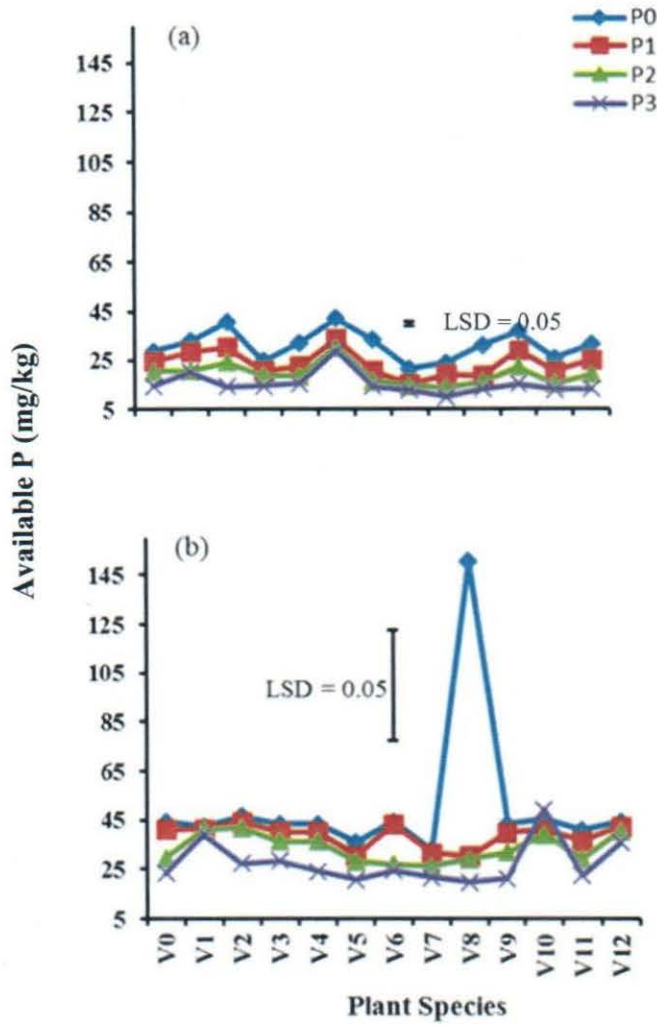 P0
P1
P2
P3
(a)
145
125
105
85
65
45
25
5
LSD = 0.05
Available P (mg/kg)
(b)
145
125
105
85
65
45
25
5
LSD = 0.05
V0 V1 V2 V3 V4 V5 V6 V7 V8 V9 V10 V11 V12
Plant Species